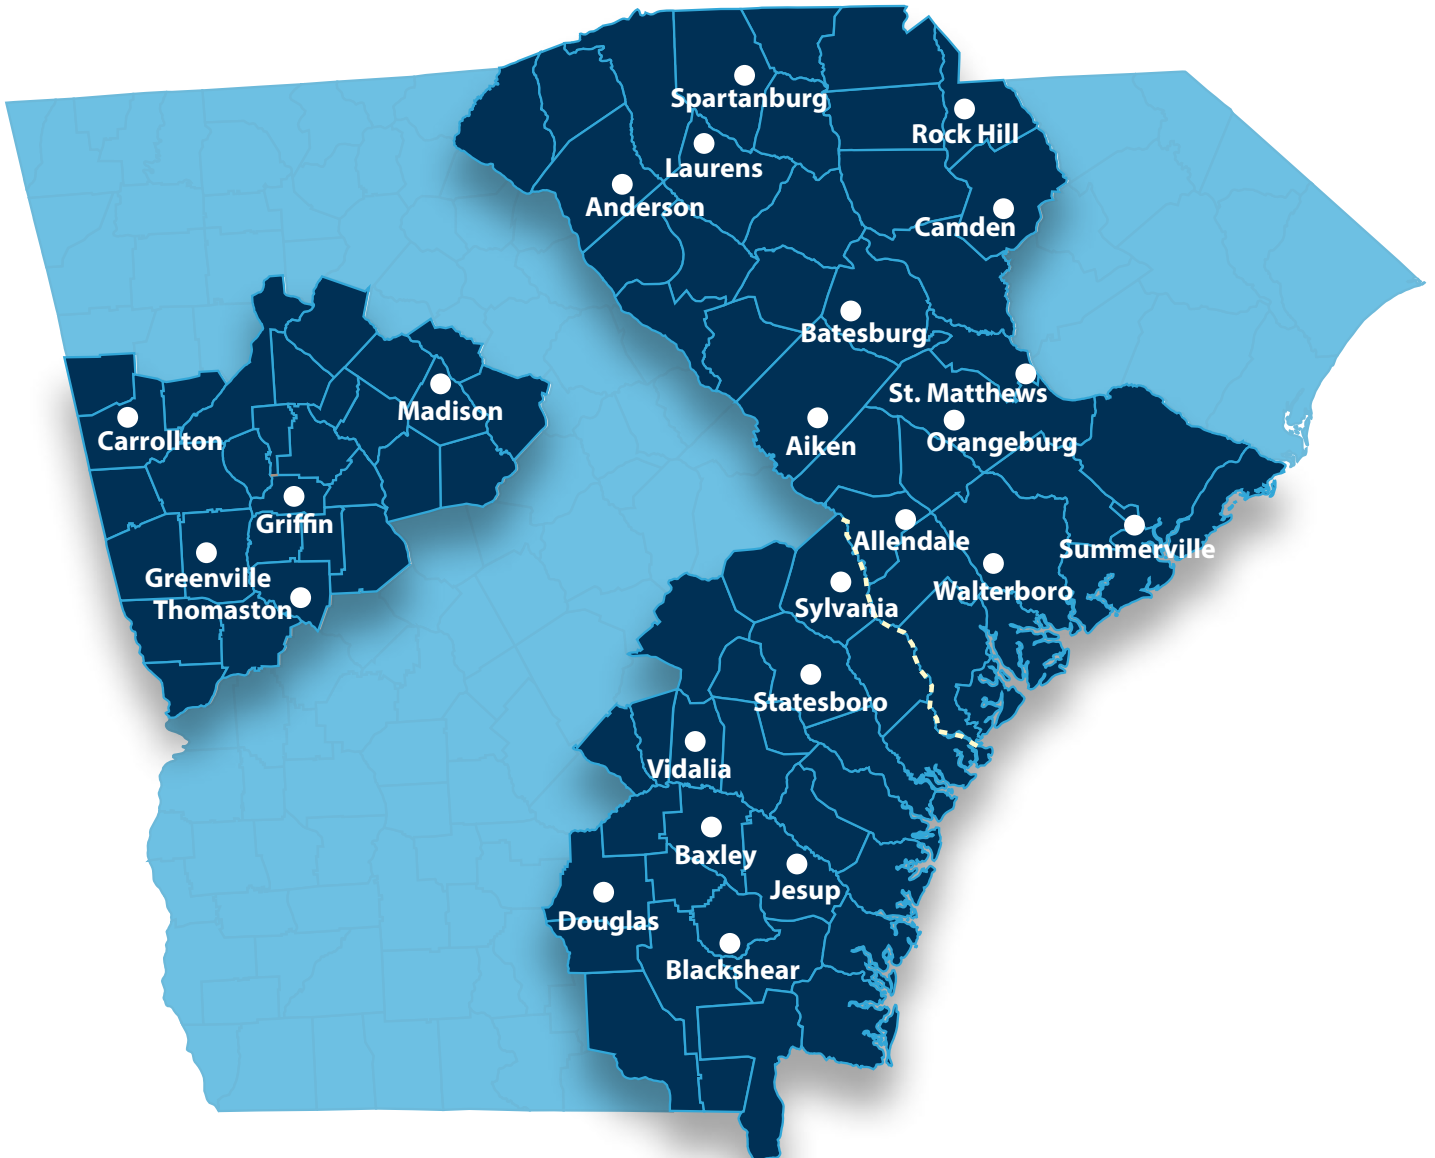 Spartanburg
Rock Hill
Laurens
Anderson
Camden
Batesburg
St. Matthews
Madison
Carrollton
Aiken
Orangeburg
Griffin
Allendale
Summerville
Greenville
Walterboro
Thomaston
Sylvania
Statesboro
Vidalia
Baxley
Jesup
Douglas
Blackshear